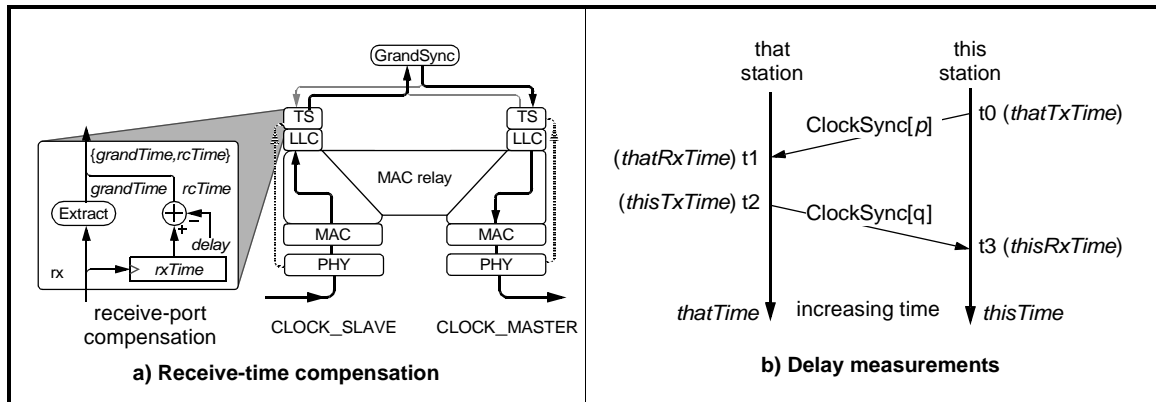 GrandSync
TS
TS
LLC
LLC
MAC relay
MAC
MAC
PHY
PHY
CLOCK_SLAVE
CLOCK_MASTER
{grandTime,rcTime}
grandTime
rcTime
Extract
+
−
delay
rx
rxTime
receive-port
compensation
a) Receive-time compensation
that
station
this
station
ClockSync[p]
t0 (thatTxTime)
(thatRxTime) t1
(thisTxTime) t2
ClockSync[q]
t3 (thisRxTime)
thatTime
increasing time
thisTime
b) Delay measurements